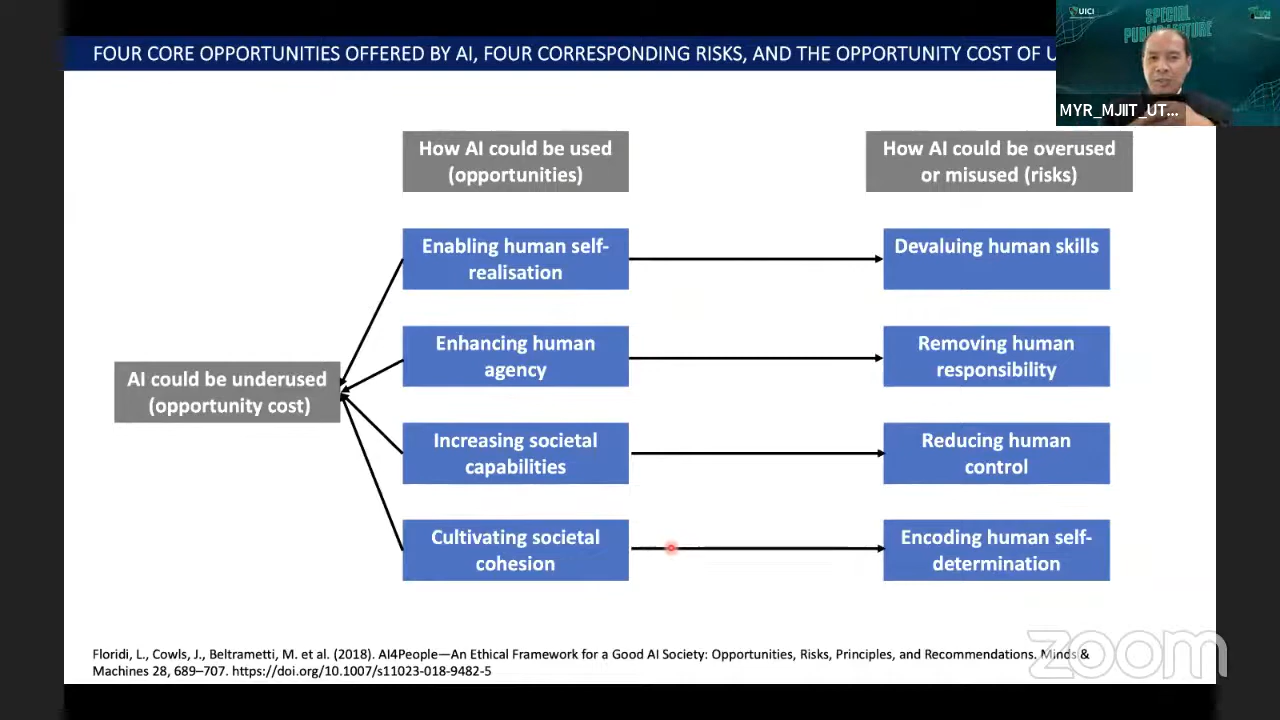 FOUR CORE OPPORTUNITIES OFFERED BY AI, FOUR CORRESPONDING RISKS, AND THE OPPORTUNITY COST OF U
UICI
SPECIAL
PUBLIC LECTURE
MYR_MJIIT_UT...
How AI could be used
(opportunities)
How AI could be overused
or misused (risks)
Enabling human self-
realisation
Devaluing human skills
Enhancing human
agency
Removing human
responsibility
AI could be underused
(opportunity cost)
Increasing societal
capabilities
Reducing human
control
Cultivating societal
cohesion
Encoding human self-
determination
Floridi, L., Cowls, J., Beltrametti, M. et al. (2018). AI4People—An Ethical Framework for a Good AI Society: Opportunities, Risks, Principles, and Recommendations. Minds &
Machines 28, 689–707. https://doi.org/10.1007/s11023-018-9482-5
zoom